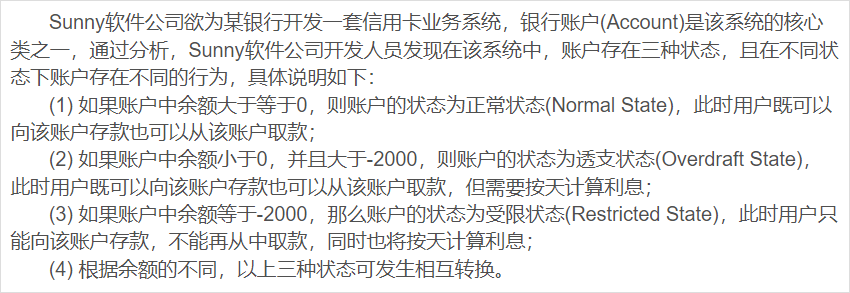 Sunny软件公司欲为某银行开发一套信用卡业务系统，银行账户(Account)是该系统的核心
类之一，通过分析，Sunny软件公司开发人员发现在该系统中，账户存在三种状态，且在不同状
态下账户存在不同的行为，具体说明如下：
(1) 如果账户中余额大于等于0，则账户的状态为正常状态(Normal State)，此时用户既可以
向该账户存款也可以从该账户取款；
(2) 如果账户中余额小于0，并且大于-2000，则账户的状态为透支状态(Overdraft State)，
此时用户既可以向该账户存款也可以从该账户取款，但需要按天计算利息；
(3) 如果账户中余额等于-2000，那么账户的状态为受限状态(Restricted State)，此时用户只
能向该账户存款，不能再从中取款，同时也将按天计算利息；
(4) 根据余额的不同，以上三种状态可发生相互转换。